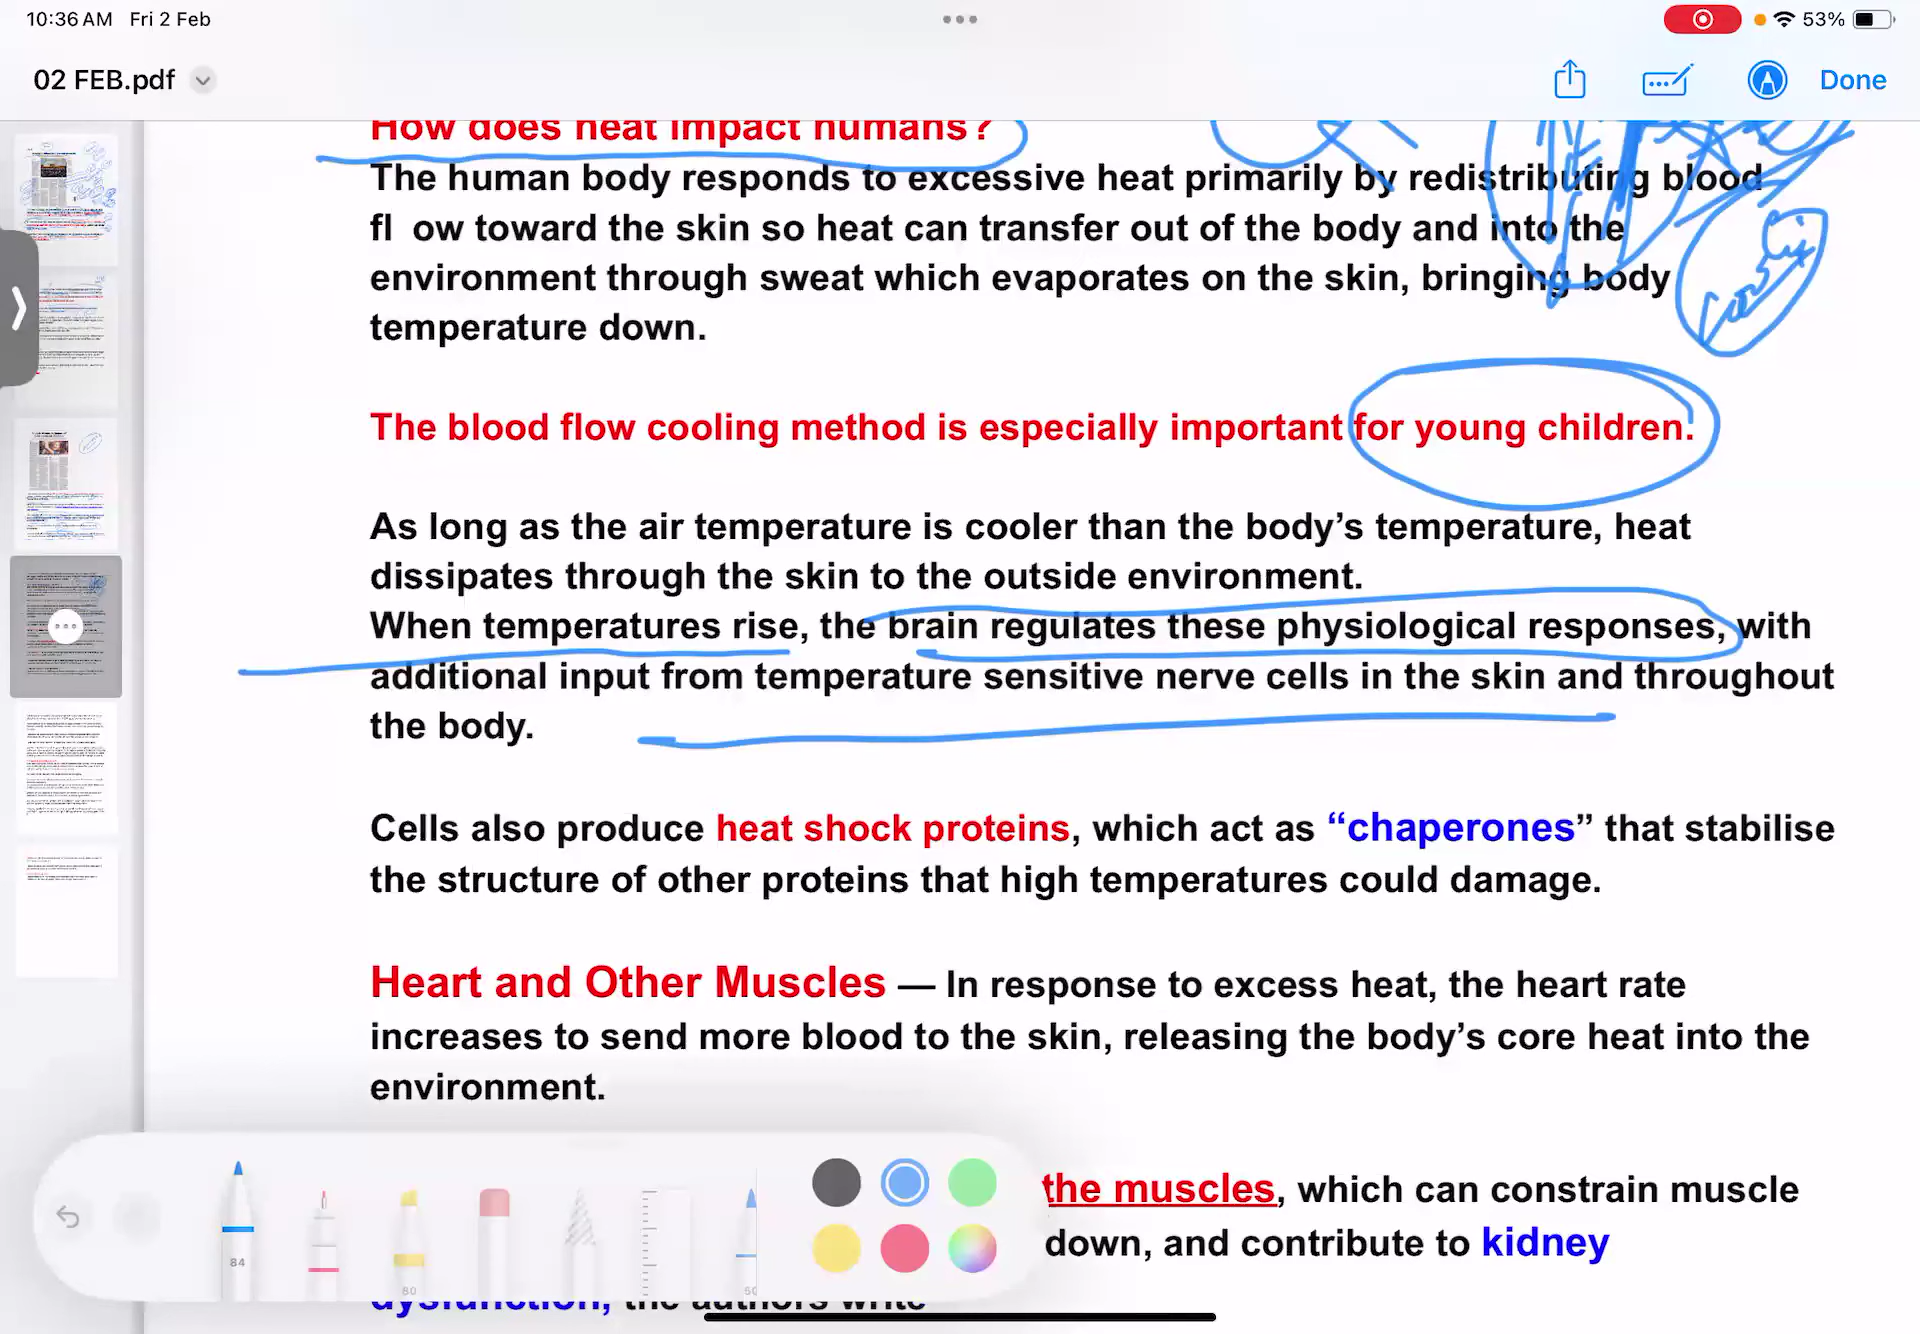 10:36 AM Fri 2 Feb
53%
02 FEB.pdf
Done
How does heat impact humans?
The human body responds to excessive heat primarily by redistributing blood
fl ow toward the skin so heat can transfer out of the body and into the
environment through sweat which evaporates on the skin, bringing body
temperature down.
The blood flow cooling method is especially important for young children.
As long as the air temperature is cooler than the body’s temperature, heat
dissipates through the skin to the outside environment.
When temperatures rise, the brain regulates these physiological responses, with
additional input from temperature sensitive nerve cells in the skin and throughout
the body.
Cells also produce heat shock proteins, which act as “chaperones” that stabilise
the structure of other proteins that high temperatures could damage.
Heart and Other Muscles — In response to excess heat, the heart rate
increases to send more blood to the skin, releasing the body’s core heat into the
environment.
the muscles, which can constrain muscle
down, and contribute to kidney
dysfunction, the authors write
84
80